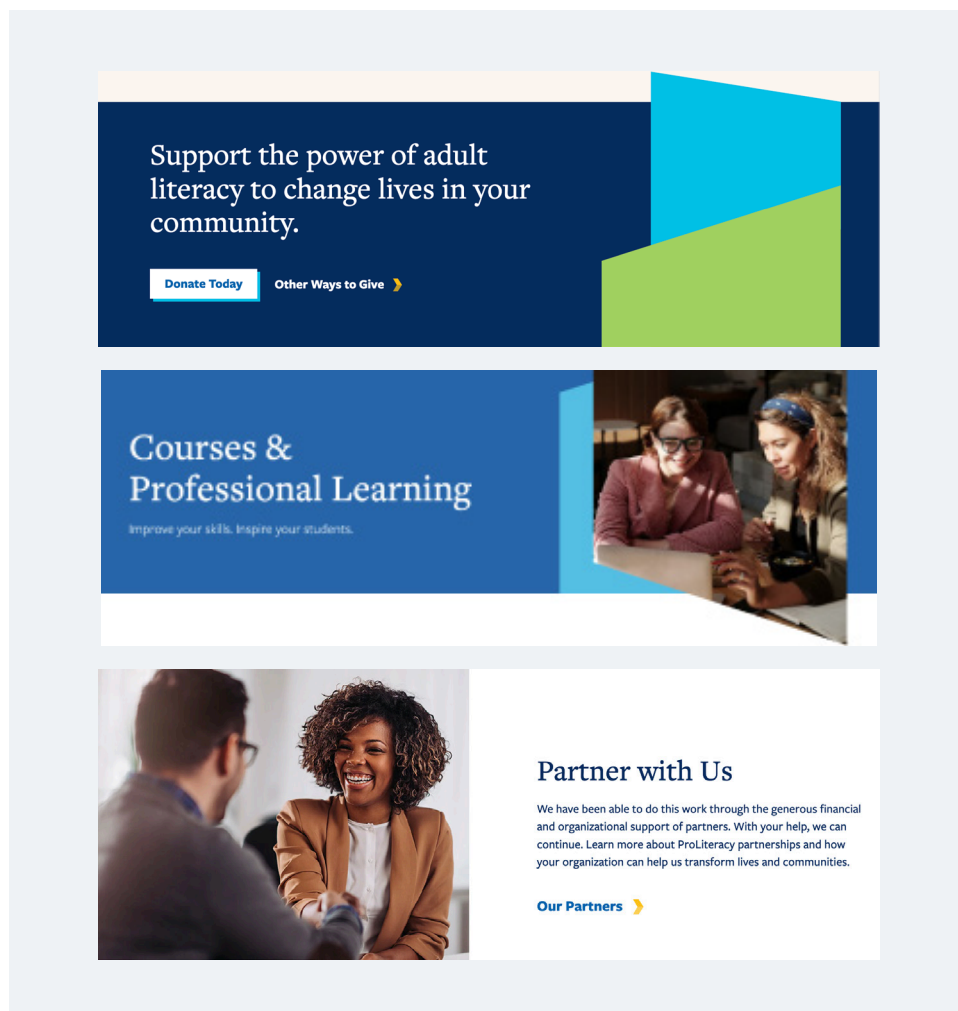 Support the power of adult
literacy to change lives in your
community.
Donate Today
Other Ways to Give
Courses &
Professional Learning
Improve your skills. Inspire your students.
Partner with Us
We have been able to do this work through the generous financial
and organizational support of partners. With your help, we can
continue. Learn more about ProLiteracy partnerships and how
your organization can help us transform lives and communities.
Our Partners